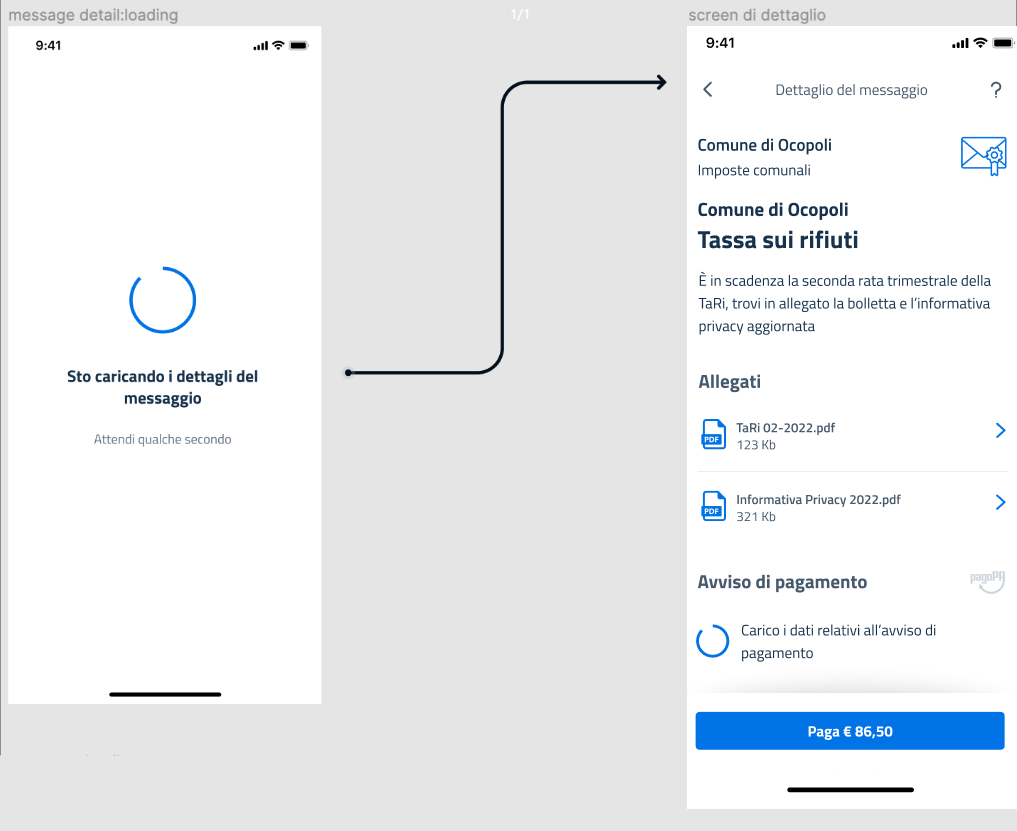 message detail:loading
1/1
screen di dettaglio
9:41
Sto caricando i dettagli del
messaggio
Attendi qualche secondo
9:41
Dettaglio del messaggio
?
Comune di Ocopoli
Imposte comunali
Comune di Ocopoli
Tassa sui rifiuti
È in scadenza la seconda rata trimestrale della
TaRi, trovi in allegato la bolletta e l’informativa
privacy aggiornata
Allegati
PDF
TaRi 02-2022.pdf
123 Kb
PDF
Informativa Privacy 2022.pdf
321 Kb
Avviso di pagamento
pagoPA
Carico i dati relativi all’avviso di
pagamento
Paga € 86,50